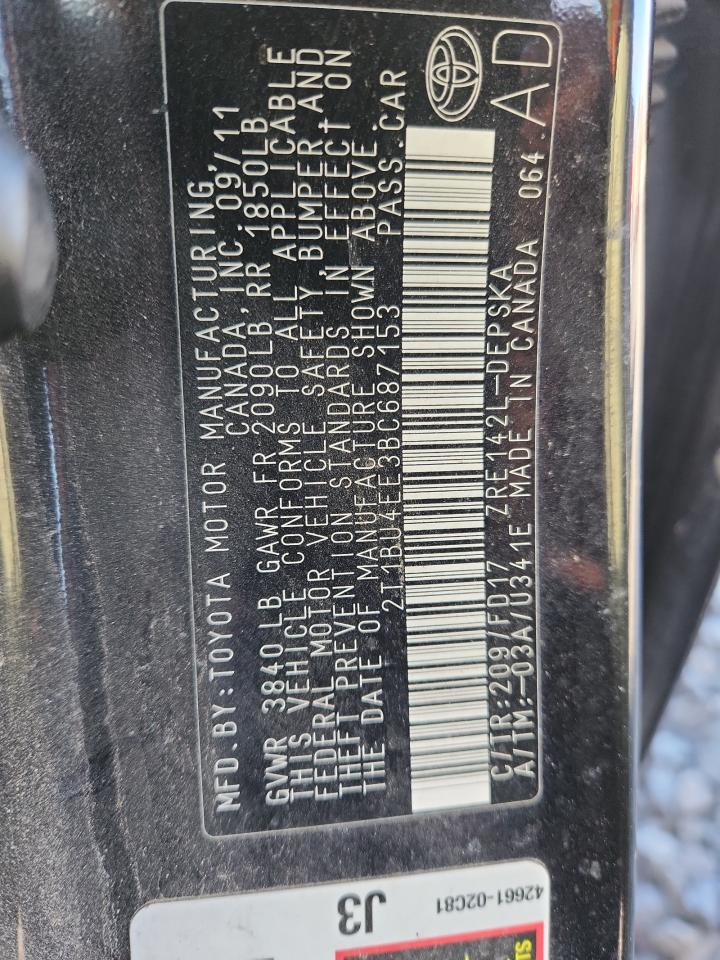 MFD.BY:TOYOTA MOTOR MANUFACTURING,
CANADA, INC. 09/11
GVWR 3840LB GAWR FR 2090LB, RR 1850LB
THIS VEHICLE CONFORMS TO ALL APPLICABLE
FEDERAL MOTOR VEHICLE SAFETY, BUMPER, AND
THEFT PREVENTION STANDARDS IN EFFECT ON
THE DATE OF MANUFACTURE SHOWN ABOVE.
2T1BU4EE3BC687153 PASS.CAR
C/TR:209/FD17 ZRE142L-DEPSKA
A/TM:-03A/U341E MADE IN CANADA 064 AD
42661-02C81
J3